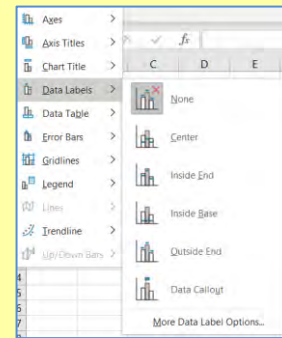 Axes >
Axis Titles >
Chart Title >
Data Labels >
Data Table >
Error Bars >
Gridlines >
Legend >
Lines >
Trendline >
Up/Down Bars >
fx
C D E
None
Center
Inside End
Inside Base
Outside End
Data Callout
More Data Label Options...
4
5
6
7